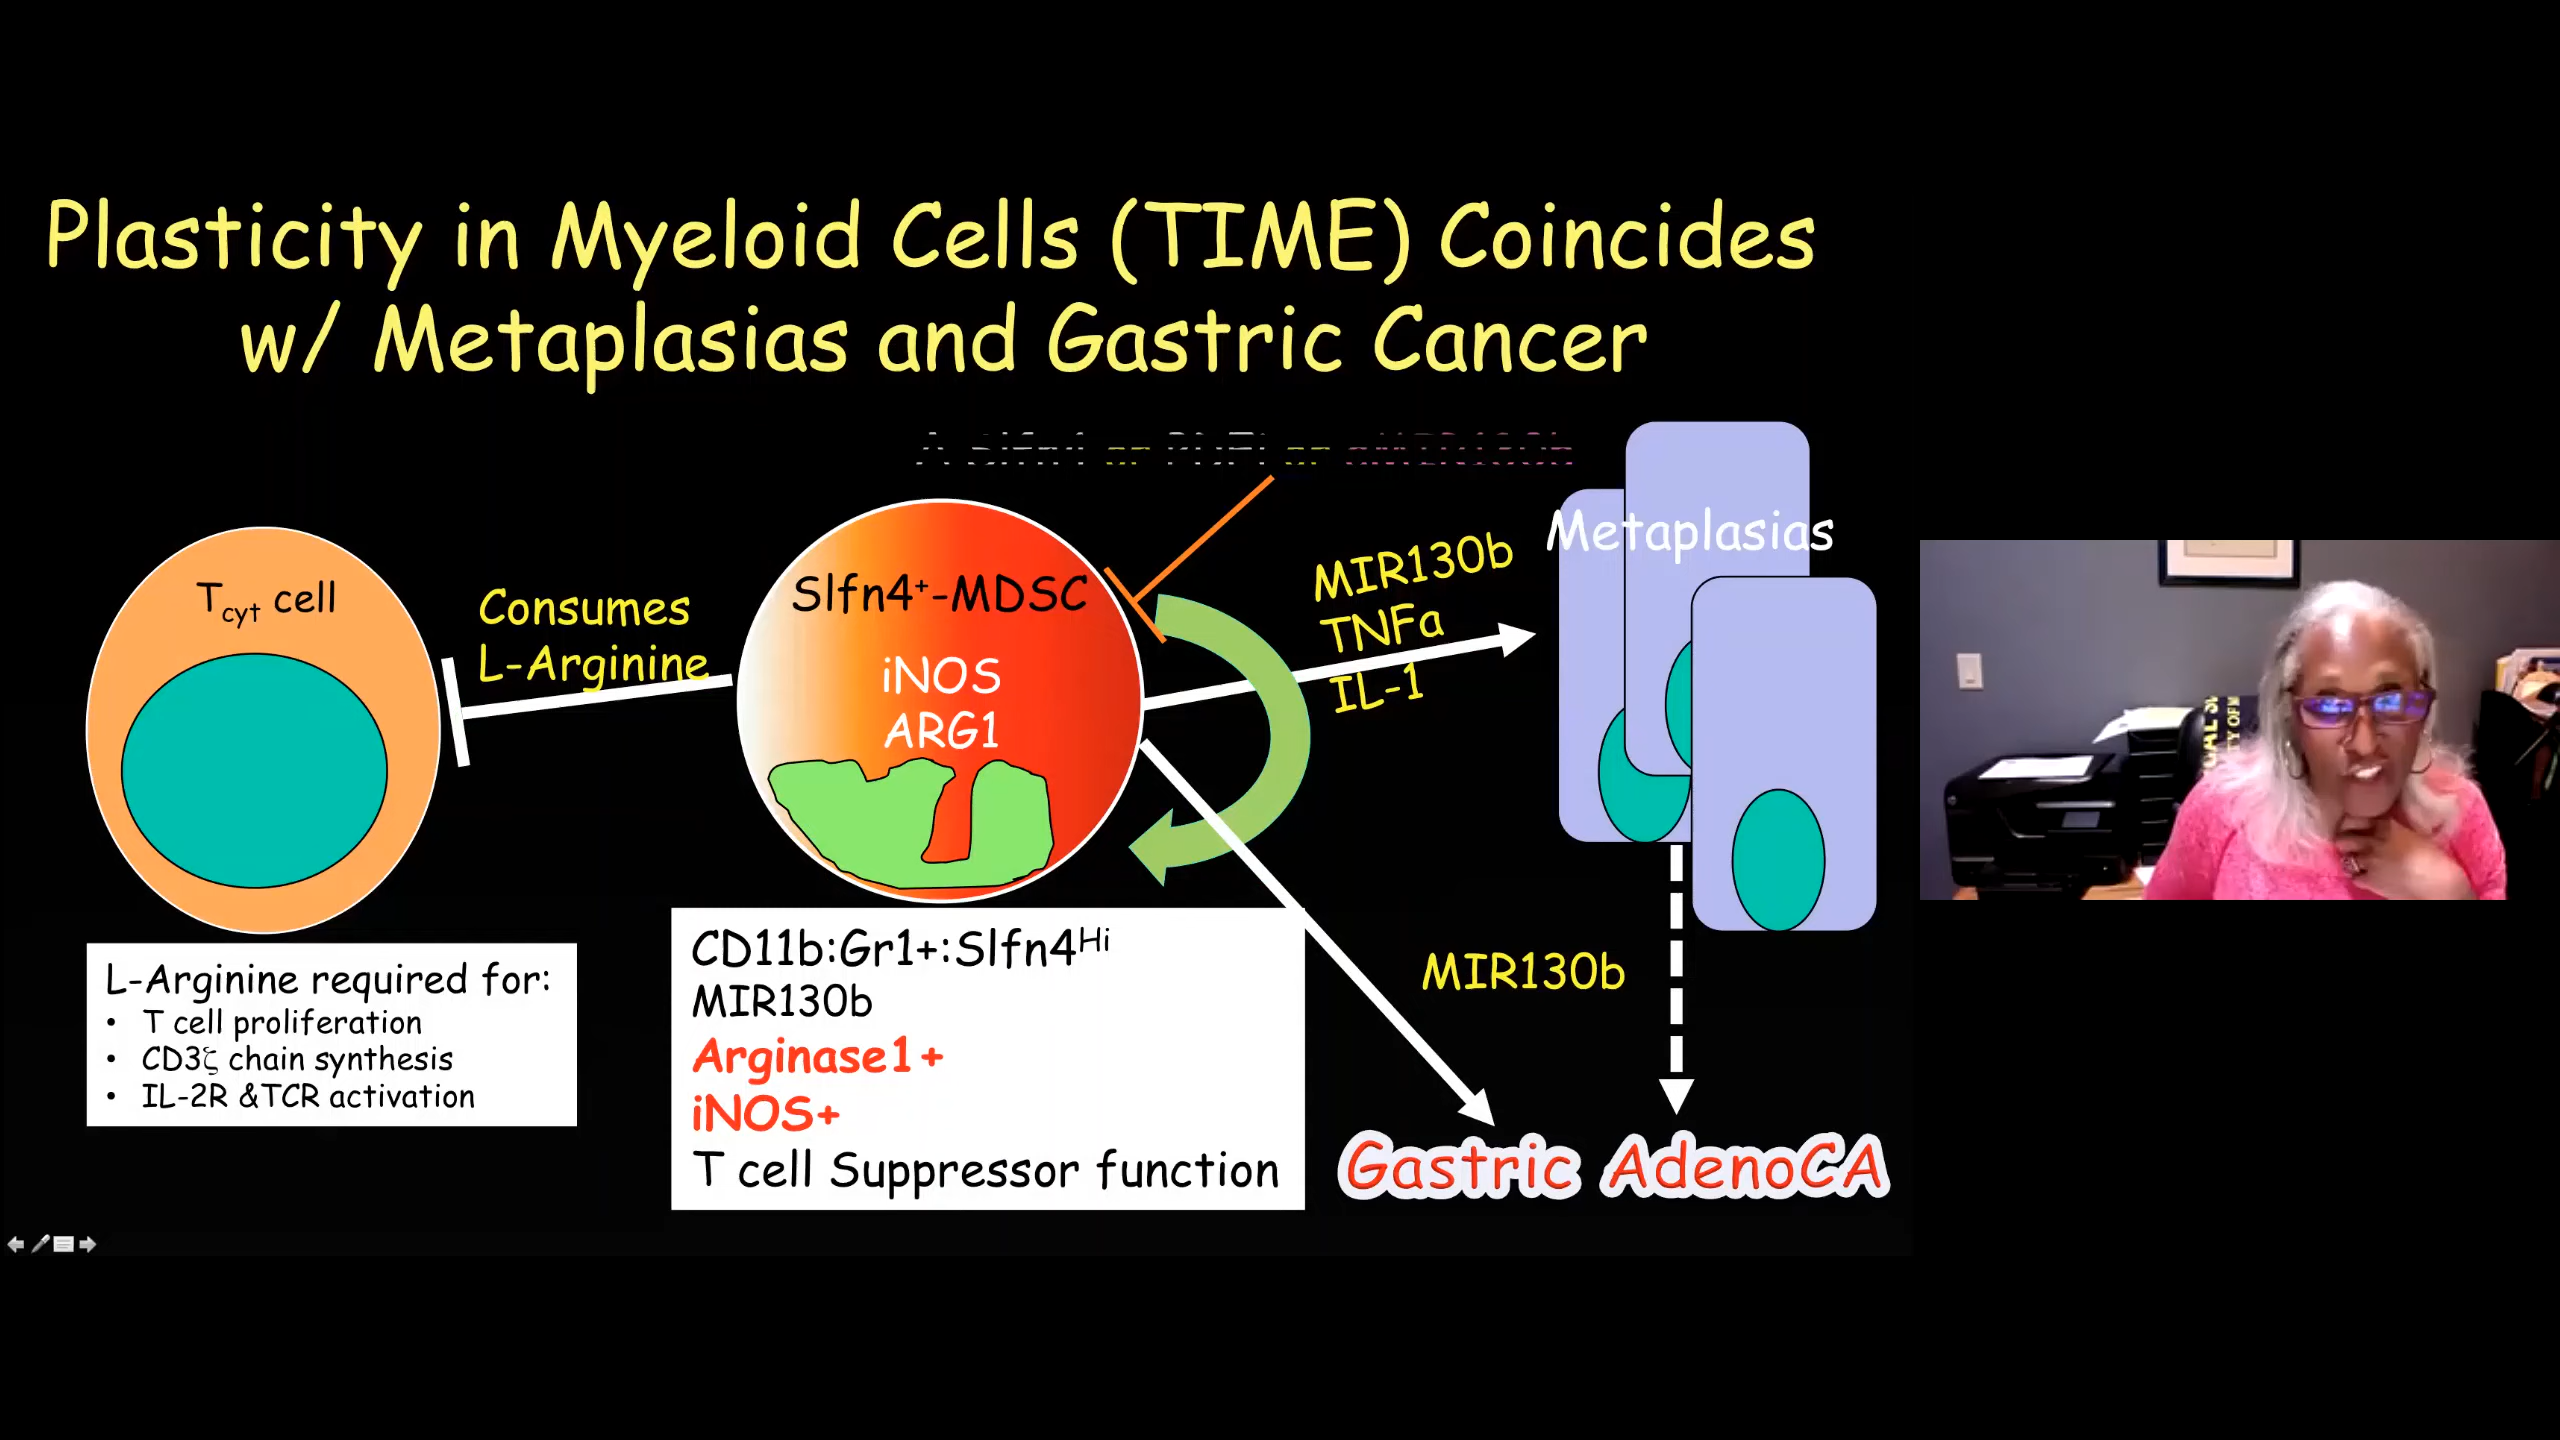 Plasticity in Myeloid Cells (TIME) Coincides
w/ Metaplasias and Gastric Cancer
Metaplasias
MIR130b
TNFa
IL-1
Slfn4⁺-MDSC
iNOS
ARG1
Consumes
L-Arginine
Tcyt cell
L-Arginine required for:
• T cell proliferation
• CD3ζ chain synthesis
• IL-2R &TCR activation
CD11b:Gr1+:Slfn4ᴴⁱ
MIR130b
Arginase1+
iNOS+
T cell Suppressor function
MIR130b
Gastric AdenoCA